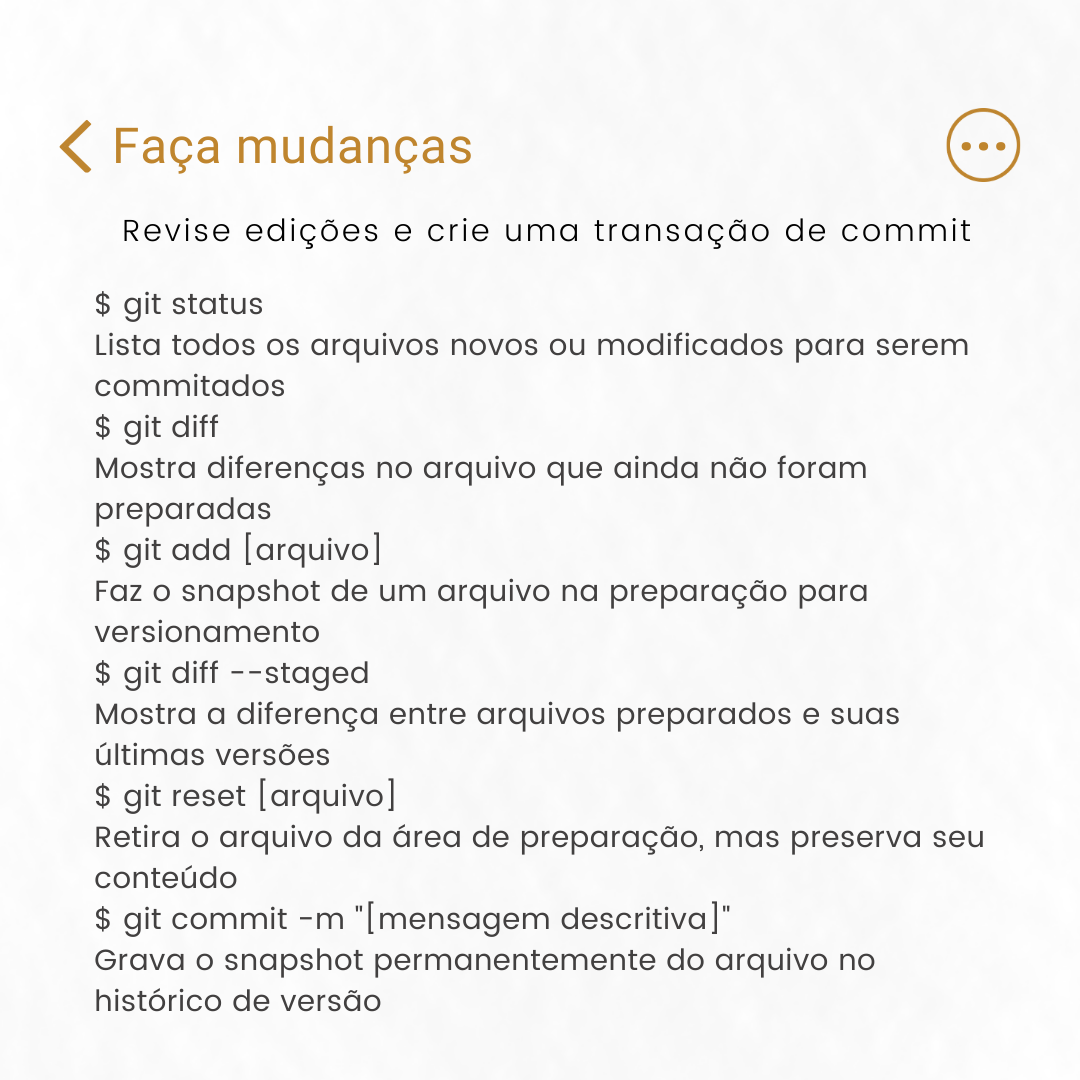 Faça mudanças
Revise edições e crie uma transação de commit
$ git status
Lista todos os arquivos novos ou modificados para serem
commitados
$ git diff
Mostra diferenças no arquivo que ainda não foram
preparadas
$ git add [arquivo]
Faz o snapshot de um arquivo na preparação para
versionamento
$ git diff --staged
Mostra a diferença entre arquivos preparados e suas
últimas versões
$ git reset [arquivo]
Retira o arquivo da área de preparação, mas preserva seu
conteúdo
$ git commit -m "[mensagem descritiva]"
Grava o snapshot permanentemente do arquivo no
histórico de versão